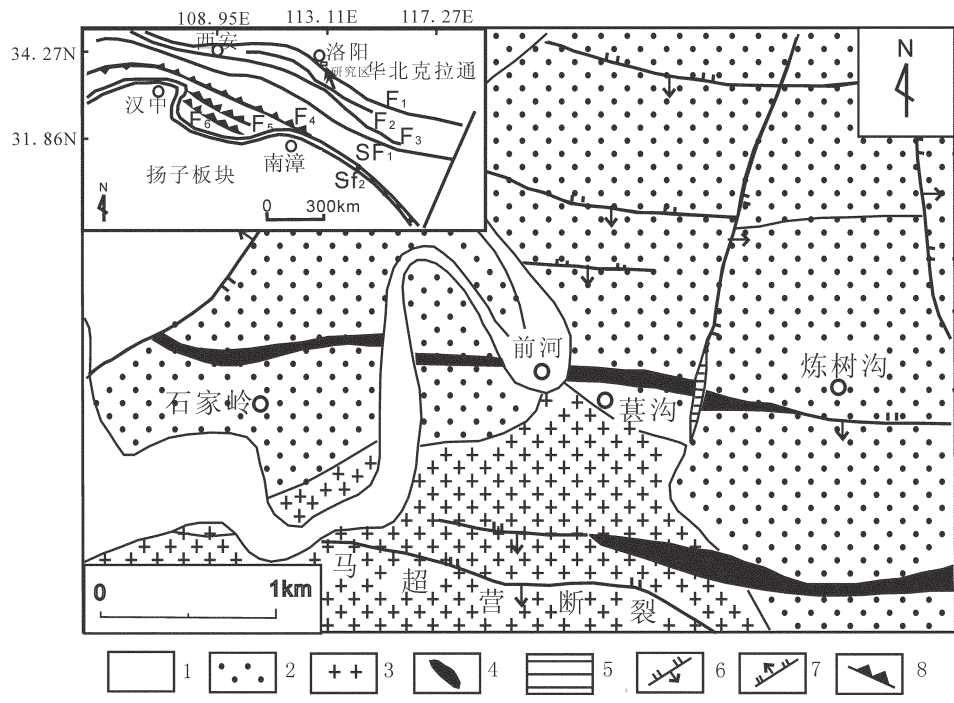 108.95E 113.11E 117.27E
34.27N
31.86N
西安
洛阳
研究区
华北克拉通
汉中
F1
F2
F3
F4
F5
F6
SF1
Sf2
南漳
扬子板块
N
0 300km
N
前河
石家岭
葚沟
炼树沟
马超营断裂
0 1km
1 2 3 4 5 6 7 8